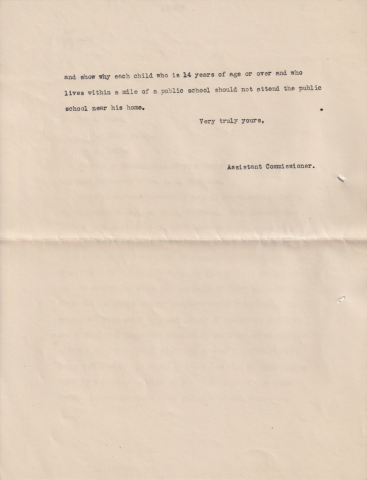 and show why each child who is 14 years of age or over and who
lives within a mile of a public school should not attend the public
school near his home.
Very truly yours,
Assistant Commissioner.